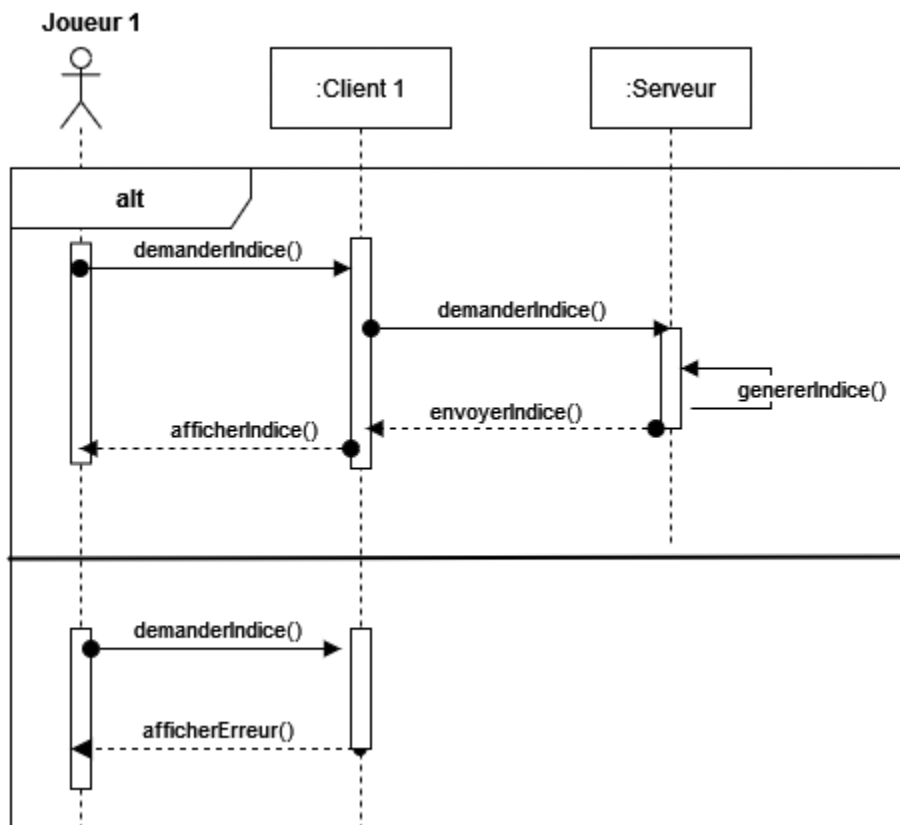 Joueur 1
:Client 1
:Serveur
alt
demanderIndice()
demanderIndice()
genererIndice()
envoyerIndice()
afficherIndice()
demanderIndice()
afficherErreur()